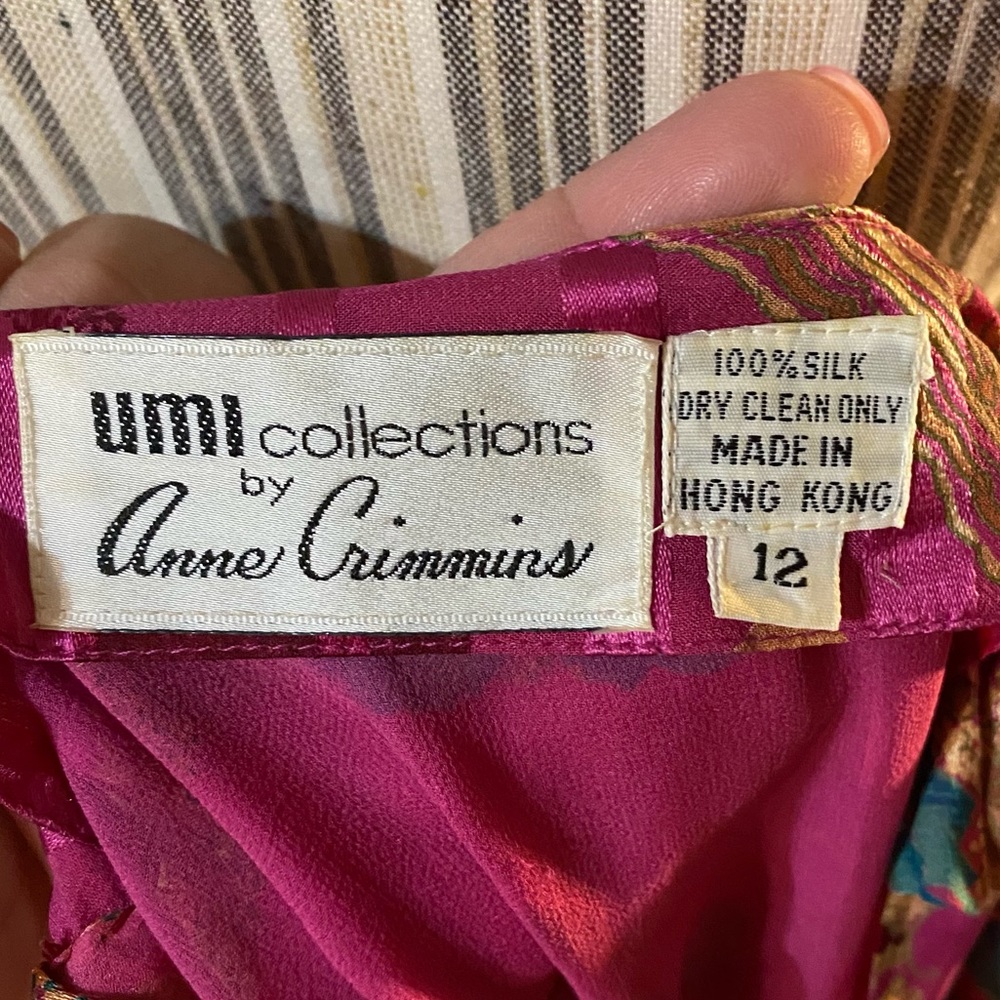 umi collections
by
Anne Crimmins
100% SILK
DRY CLEAN ONLY
MADE IN
HONG KONG
12